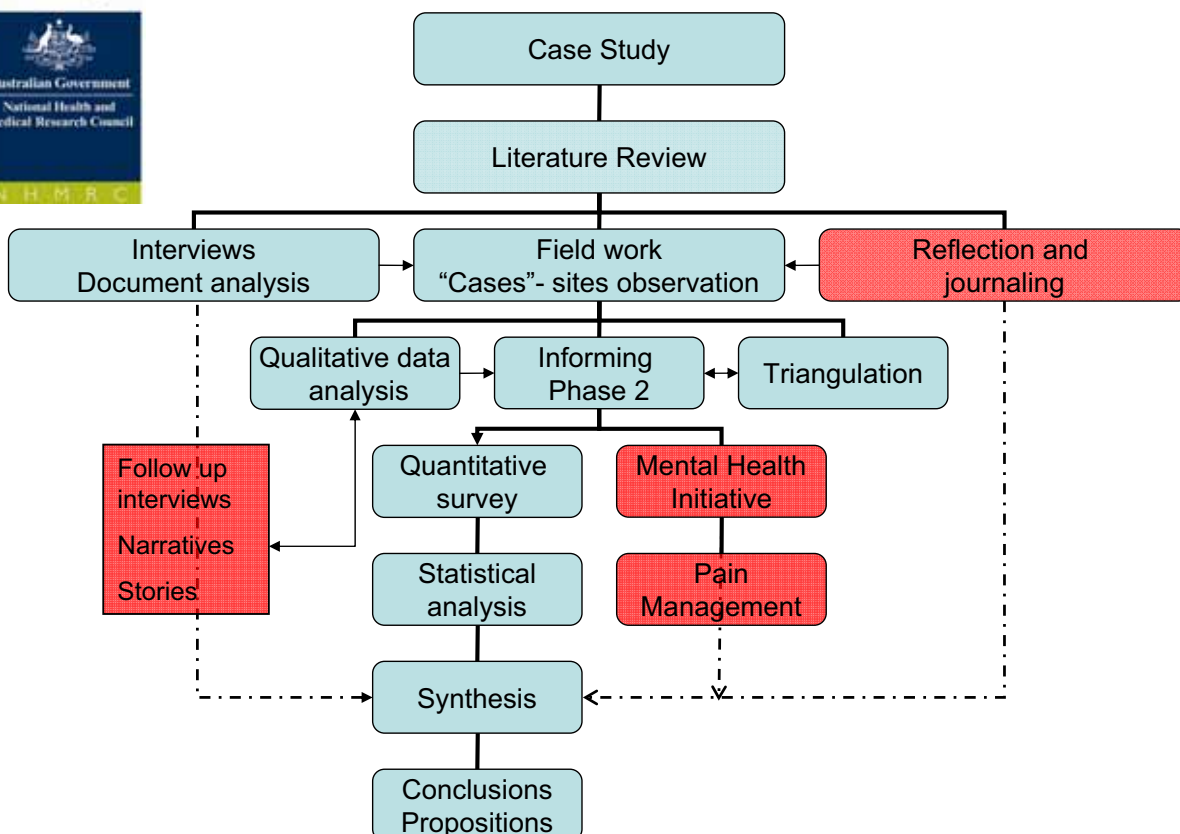 Australian Government
National Health and
Medical Research Council
N H M R C
Case Study
Literature Review
Interviews
Document analysis
Field work
“Cases”- sites observation
Reflection and
journaling
Qualitative data
analysis
Informing
Phase 2
Triangulation
Follow up
interviews
Narratives
Stories
Quantitative
survey
Mental Health
Initiative
Statistical
analysis
Pain
Management
Synthesis
Conclusions
Propositions